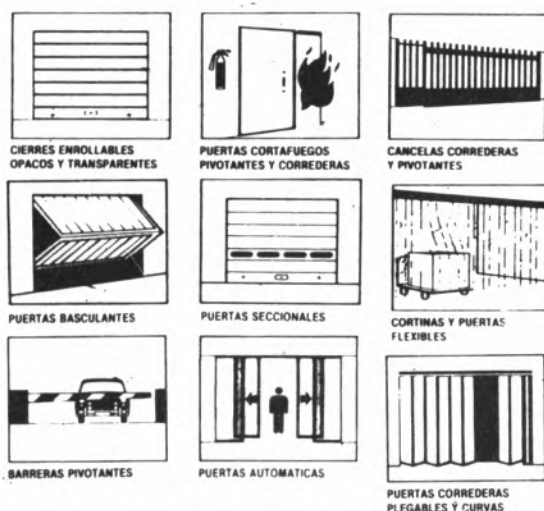 CIERRES ENROLLABLES
OPACOS Y TRANSPARENTES
PUERTAS CORTAFUEGOS
PIVOTANTES Y CORREDERAS
CANCELAS CORREDERAS
Y PIVOTANTES
PUERTAS BASCULANTES
PUERTAS SECCIONALES
CORTINAS Y PUERTAS
FLEXIBLES
BARRERAS PIVOTANTES
PUERTAS AUTOMATICAS
PUERTAS CORREDERAS
PLEGABLES Y CURVAS